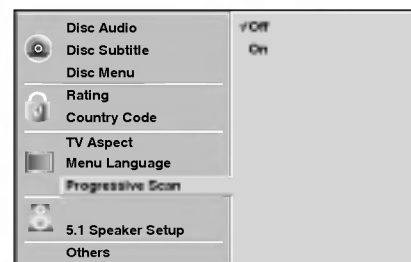 Disc Audio
Disc Subtitle
Disc Menu
Rating
Country Code
TV Aspect
Menu Language
Progressive Scan
5.1 Speaker Setup
Others
√ Off
On